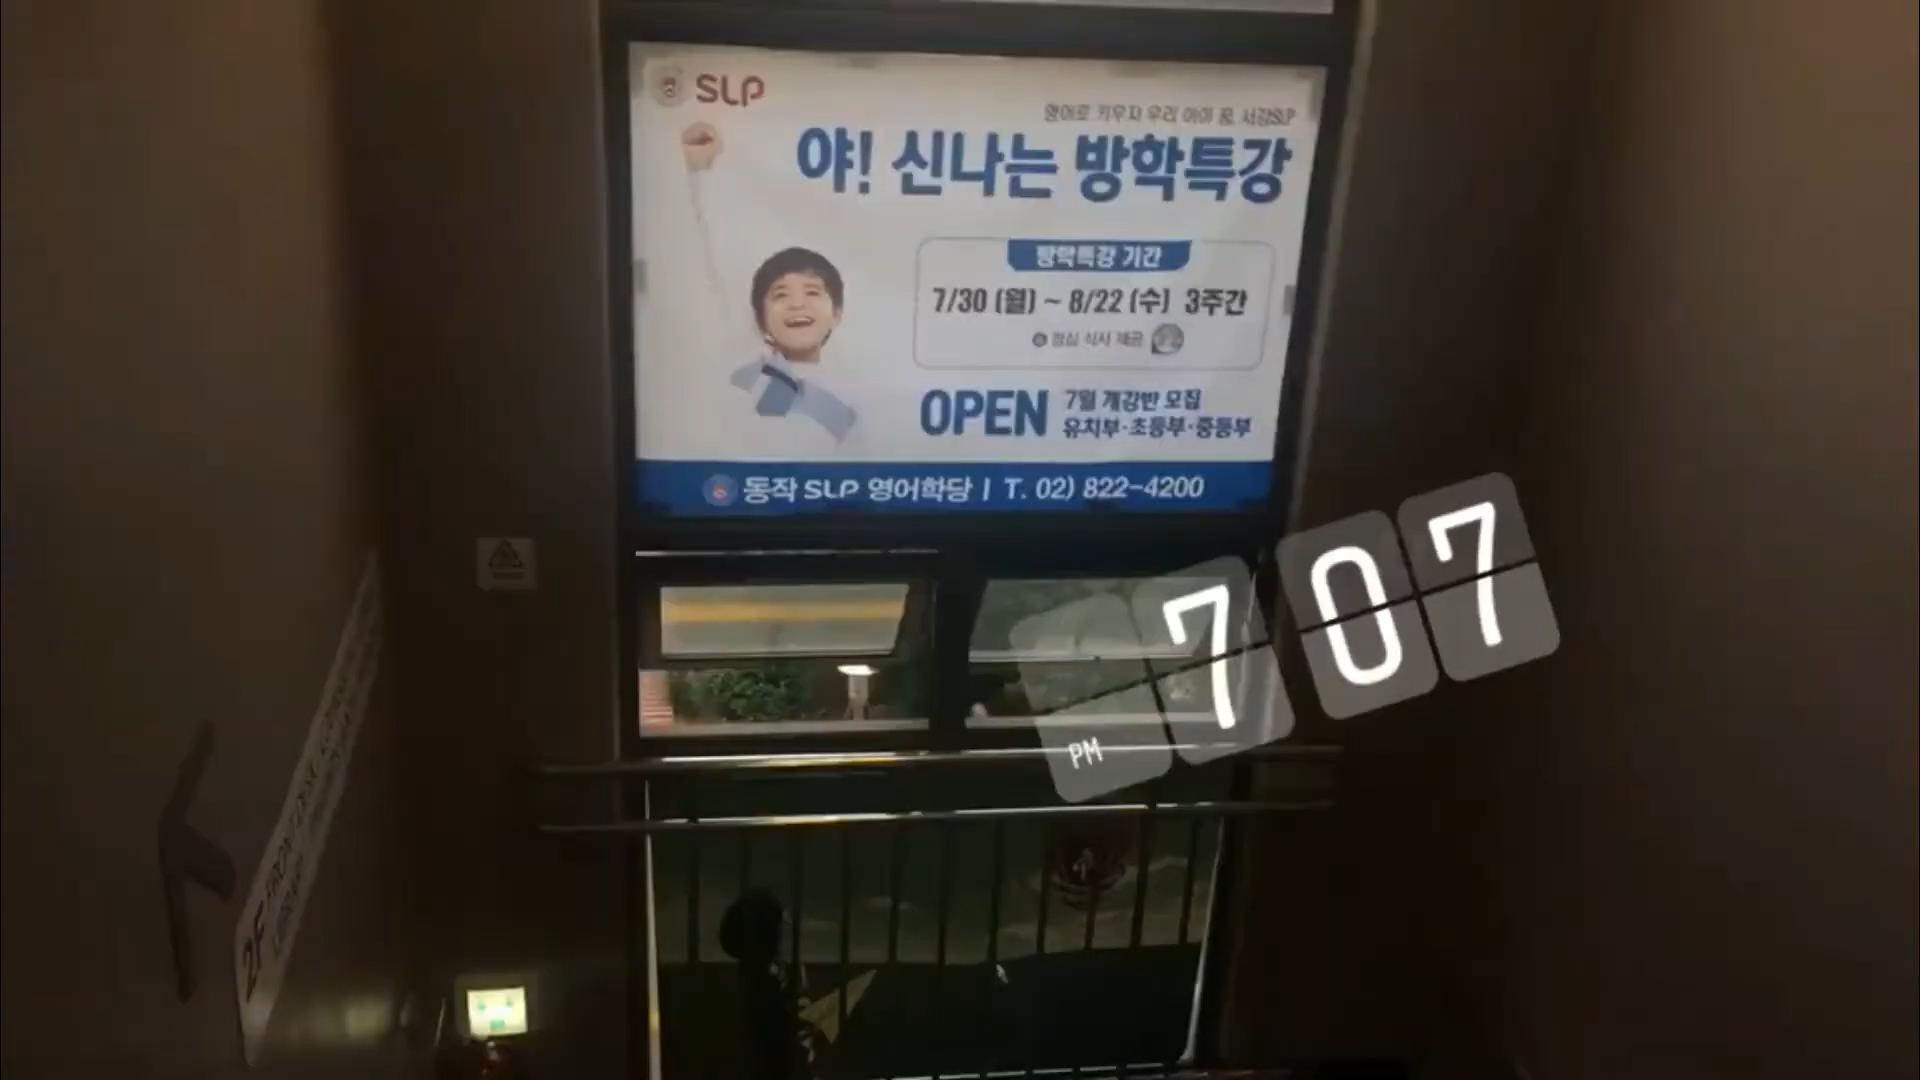 SLP
영어로 키우자 우리 아이 꿈, 서강SLP
야! 신나는 방학특강
방학특강 기간
7/30 (월) ~ 8/22 (수) 3주간
점심 식사 제공
OPEN
7월 개강반 모집
유치부·초등부·중등부
동작 SLP 영어학당 | T. 02) 822-4200
PM 7 07
2F